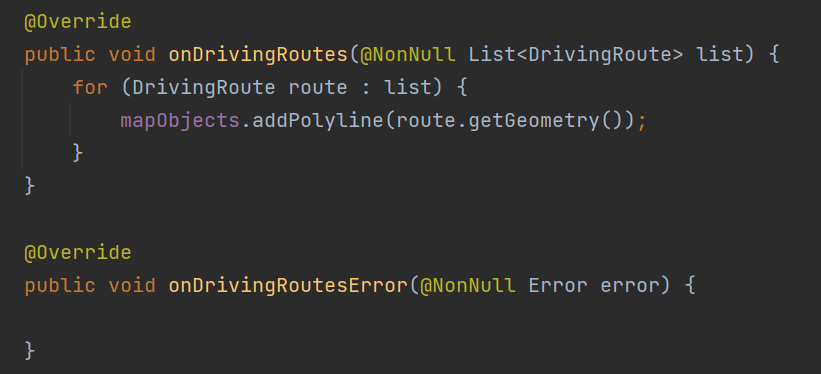 @Override
public void onDrivingRoutes(@NonNull List<DrivingRoute> list) {
    for (DrivingRoute route : list) {
        mapObjects.addPolyline(route.getGeometry());
    }
}

@Override
public void onDrivingRoutesError(@NonNull Error error) {

}